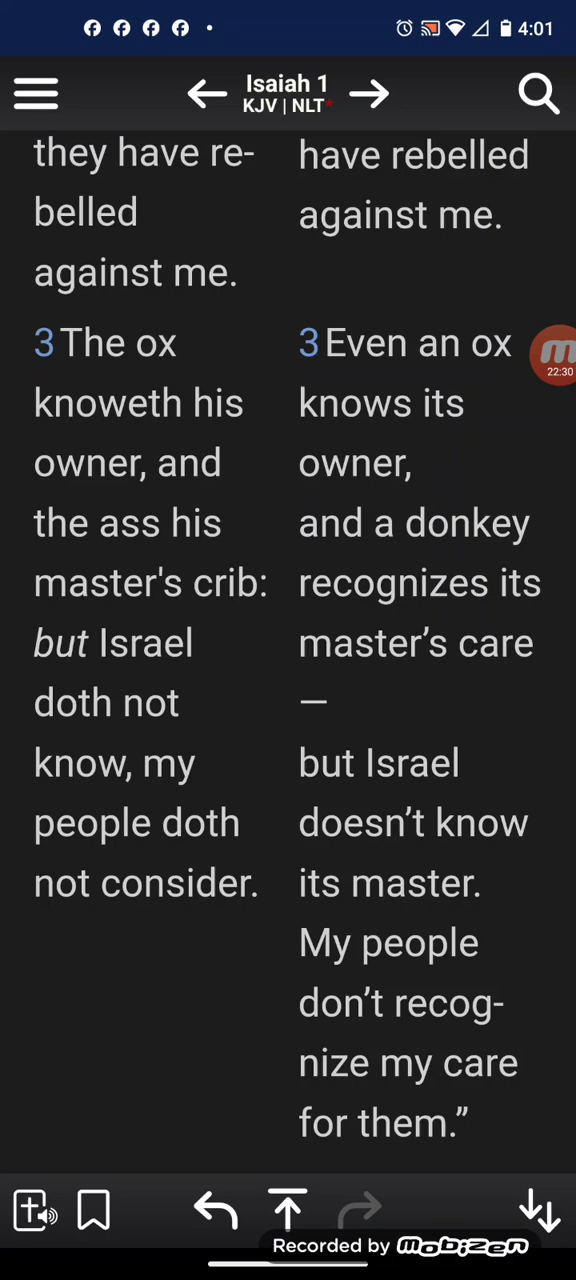 4:01
Isaiah 1
KJV | NLT*
they have re-
belled
against me.
3 The ox
knoweth his
owner, and
the ass his
master's crib:
but Israel
doth not
know, my
people doth
not consider.
have rebelled
against me.
3 Even an ox
knows its
owner,
and a donkey
recognizes its
master’s care
—
but Israel
doesn’t know
its master.
My people
don’t recog-
nize my care
for them.”
22:30
Recorded by mobizen